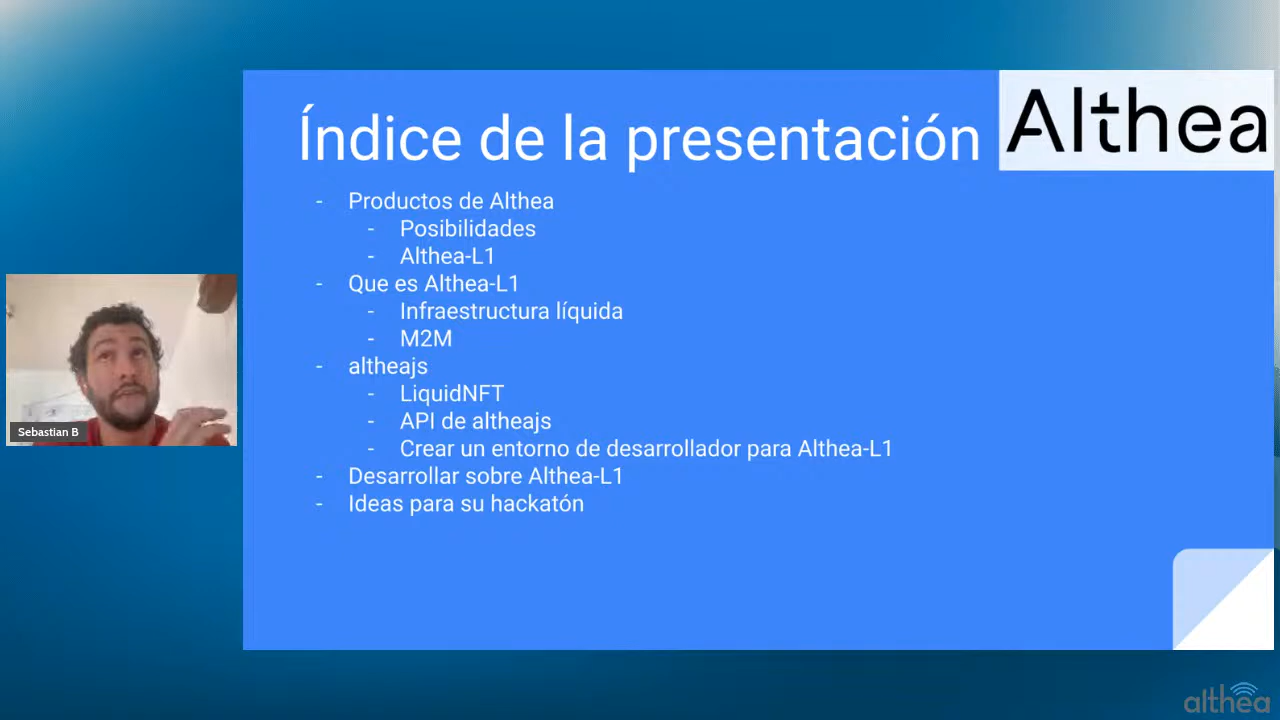 Índice de la presentación
Althea
- Productos de Althea
- Posibilidades
- Althea-L1
- Que es Althea-L1
- Infraestructura líquida
- M2M
- altheajs
- LiquidNFT
- API de altheajs
- Crear un entorno de desarrollador para Althea-L1
- Desarrollar sobre Althea-L1
- Ideas para su hackatón
Sebastian B
althea